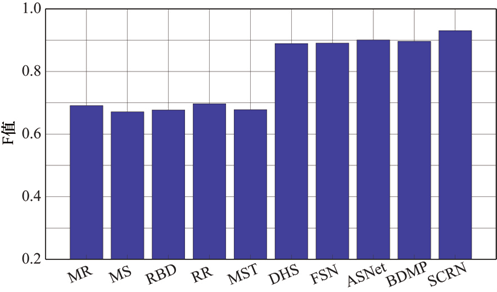 1.0
0.8
0.6
0.4
0.2
F值
MR
MS
RBD
RR
MST
DHS
FSN
ASNet
BDMP
SCRN